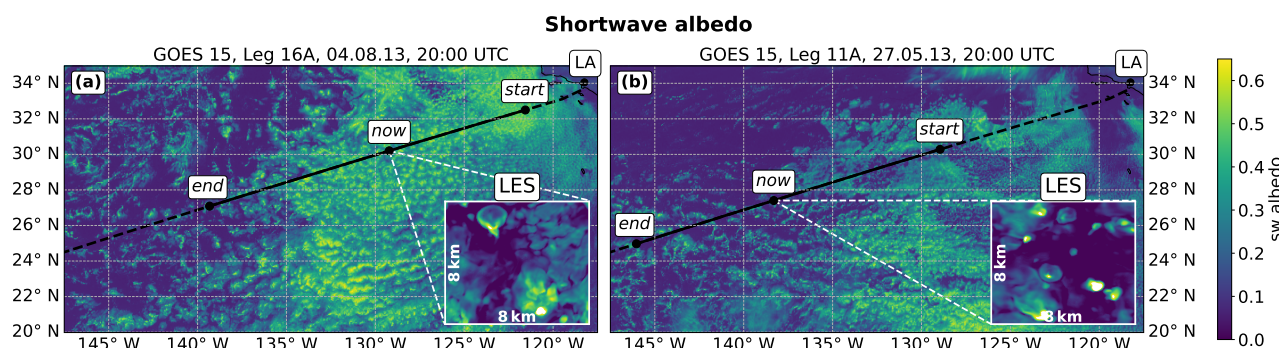 Shortwave albedo
GOES 15, Leg 16A, 04.08.13, 20:00 UTC
GOES 15, Leg 11A, 27.05.13, 20:00 UTC
(a)
LA
start
now
end
LES
8 km
8 km
34° N
32° N
30° N
28° N
26° N
24° N
22° N
20° N
145° W
140° W
135° W
130° W
125° W
120° W
(b)
LA
start
now
end
LES
8 km
8 km
34° N
32° N
30° N
28° N
26° N
24° N
22° N
20° N
145° W
140° W
135° W
130° W
125° W
120° W
0.6
0.5
0.4
0.3
0.2
0.1
0.0
sw albedo